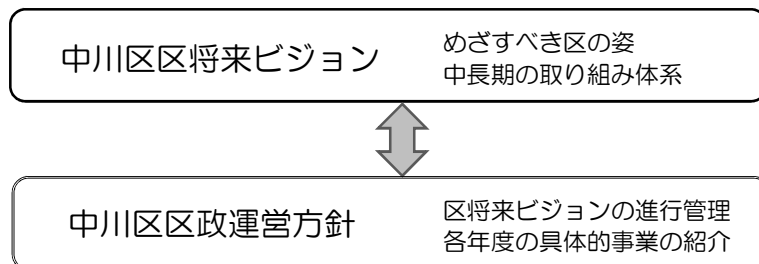 中川区区将来ビジョン
めざすべき区の姿
中長期の取り組み体系
中川区区政運営方針
区将来ビジョンの進行管理
各年度の具体的事業の紹介